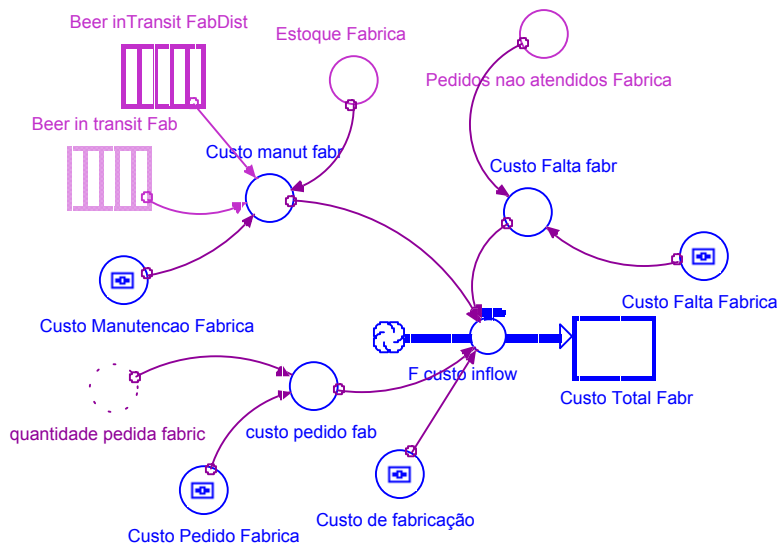 Beer inTransit FabDist
Estoque Fabrica
Pedidos nao atendidos Fabrica
Beer in transit Fab
Custo manut fabr
Custo Falta fabr
Custo Manutencao Fabrica
Custo Falta Fabrica
F custo inflow
Custo Total Fabr
quantidade pedida fabric
custo pedido fab
Custo Pedido Fabrica
Custo de fabricação